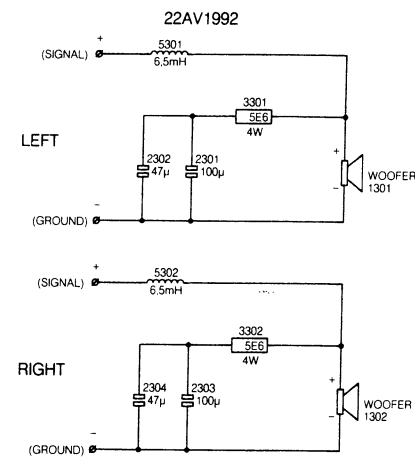 22AV1992
+
(SIGNAL)
5301
6,5mH
3301
5E6
4W
LEFT
2302
47µ
2301
100µ
+
−
WOOFER
1301
−
(GROUND)
+
(SIGNAL)
5302
6,5mH
3302
5E6
4W
RIGHT
2304
47µ
2303
100µ
+
−
WOOFER
1302
−
(GROUND)